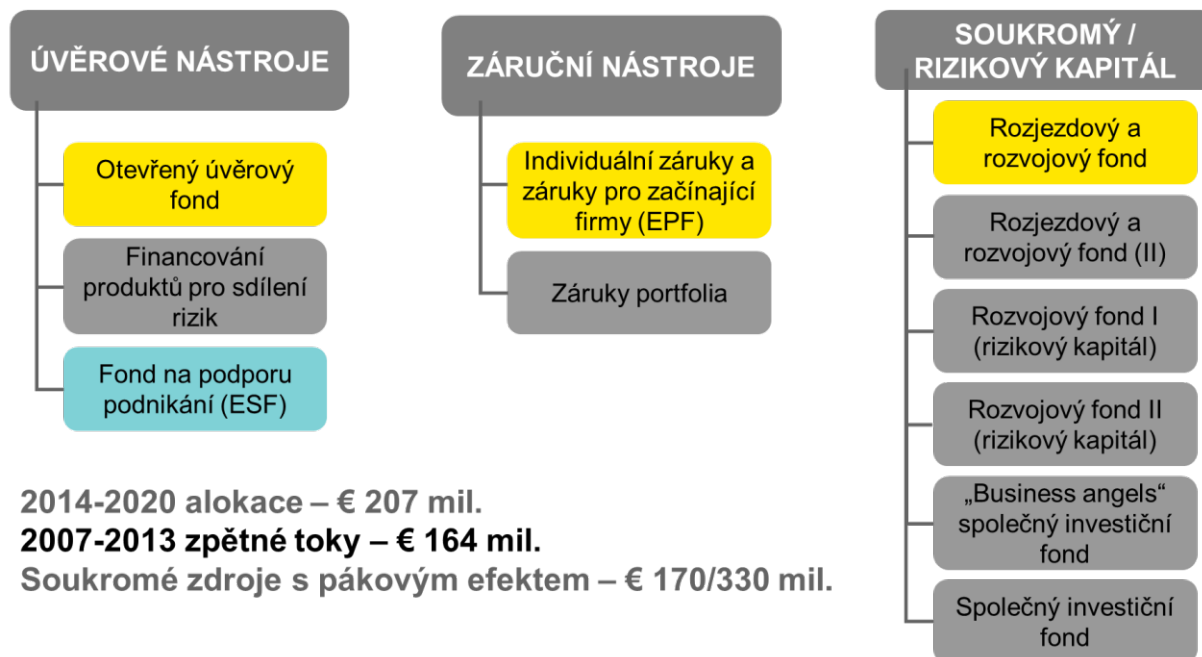 ÚVĚROVÉ NÁSTROJE
Otevřený úvěrový
fond
Financování
produktů pro sdílení
rizik
Fond na podporu
podnikání (ESF)
ZÁRUČNÍ NÁSTROJE
Individuální záruky a
záruky pro začínající
firmy (EPF)
Záruky portfolia
SOUKROMÝ /
RIZIKOVÝ KAPITÁL
Rozjezdový a
rozvojový fond
Rozjezdový a
rozvojový fond (II)
Rozvojový fond I
(rizikový kapitál)
Rozvojový fond II
(rizikový kapitál)
„Business angels“
společný investiční
fond
Společný investiční
fond
2014-2020 alokace – € 207 mil.
2007-2013 zpětné toky – € 164 mil.
Soukromé zdroje s pákovým efektem – € 170/330 mil.